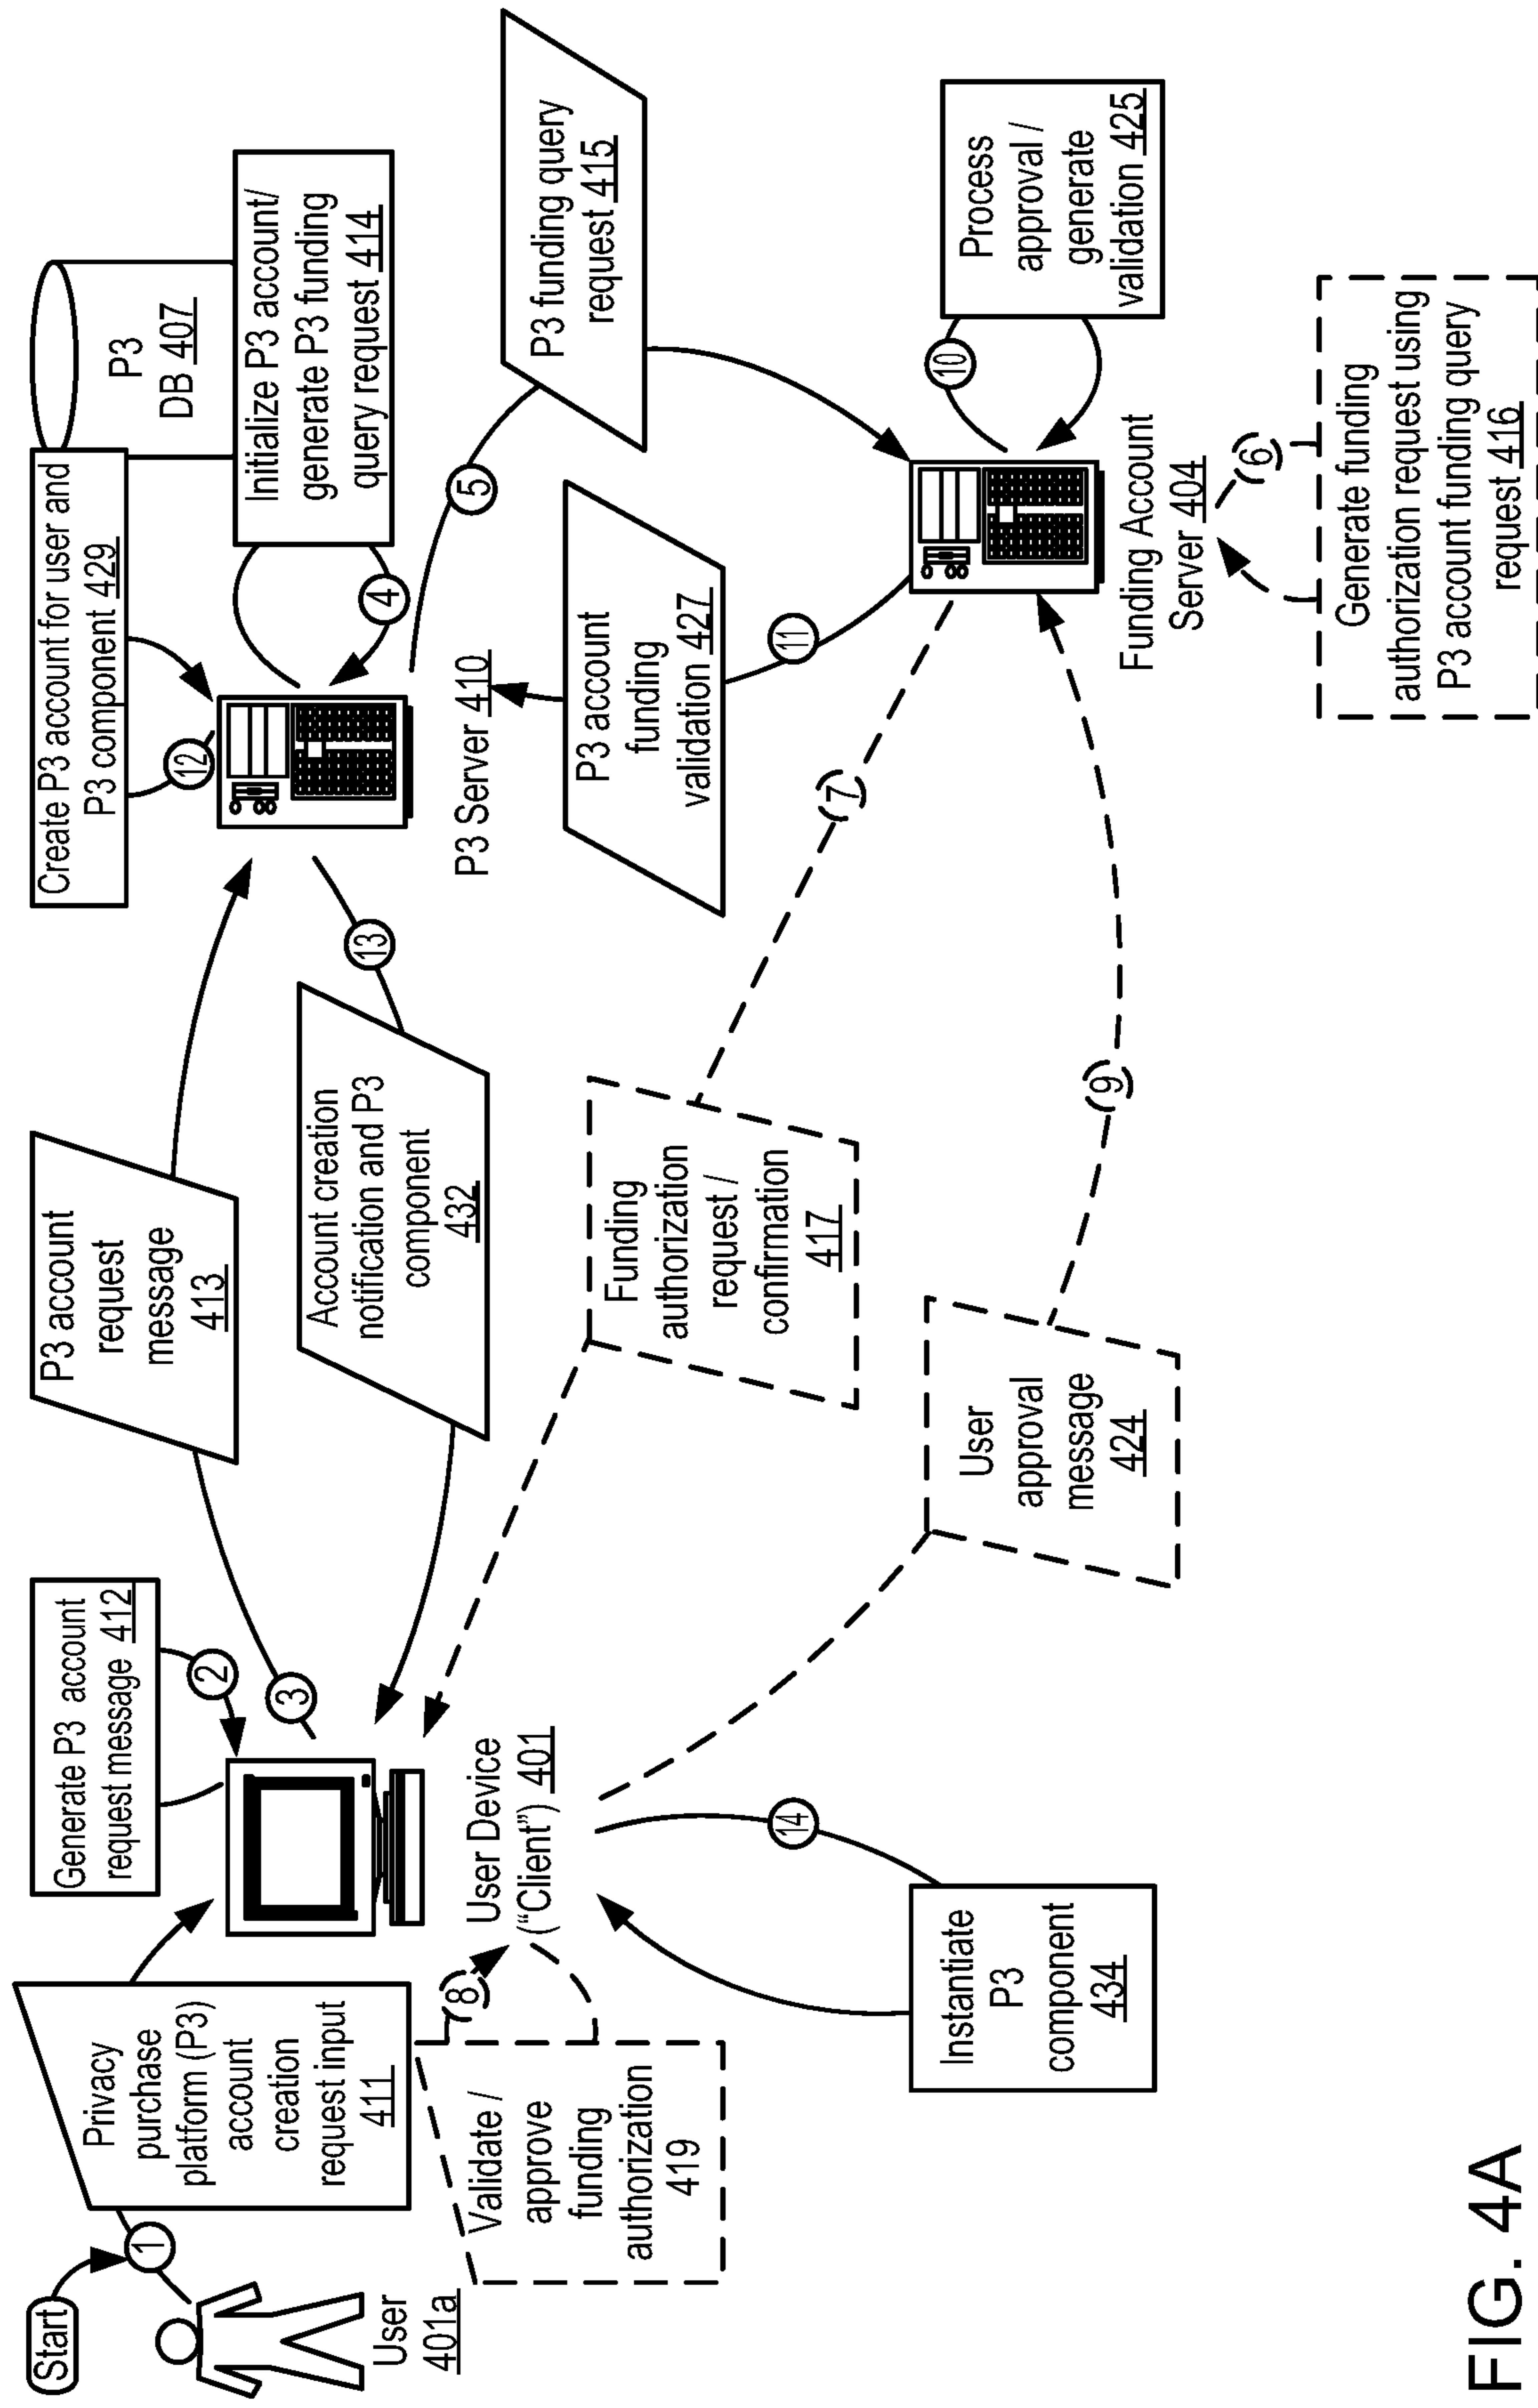 Start
1
User
401a
Privacy
purchase
platform (P3)
account
creation
request input
411
Generate P3 account
request message 412
2
3
P3 account
request
message
413
Create P3 account for user and
P3 component 429
12
P3
DB 407
Initialize P3 account/
generate P3 funding
query request 414
4
5
P3 Server 410
13
Account creation
notification and P3
component
432
User Device
("Client") 401
8
Validate /
approve
funding
authorization
419
P3 funding query
request 415
P3 account
funding
validation 427
11
7
Funding
authorization
request /
confirmation
417
14
Instantiate
P3
component
434
User
approval
message
424
9
10
Process
approval /
generate
validation 425
Funding Account
Server 404
6
Generate funding
authorization request using
P3 account funding query
request 416
FIG. 4A